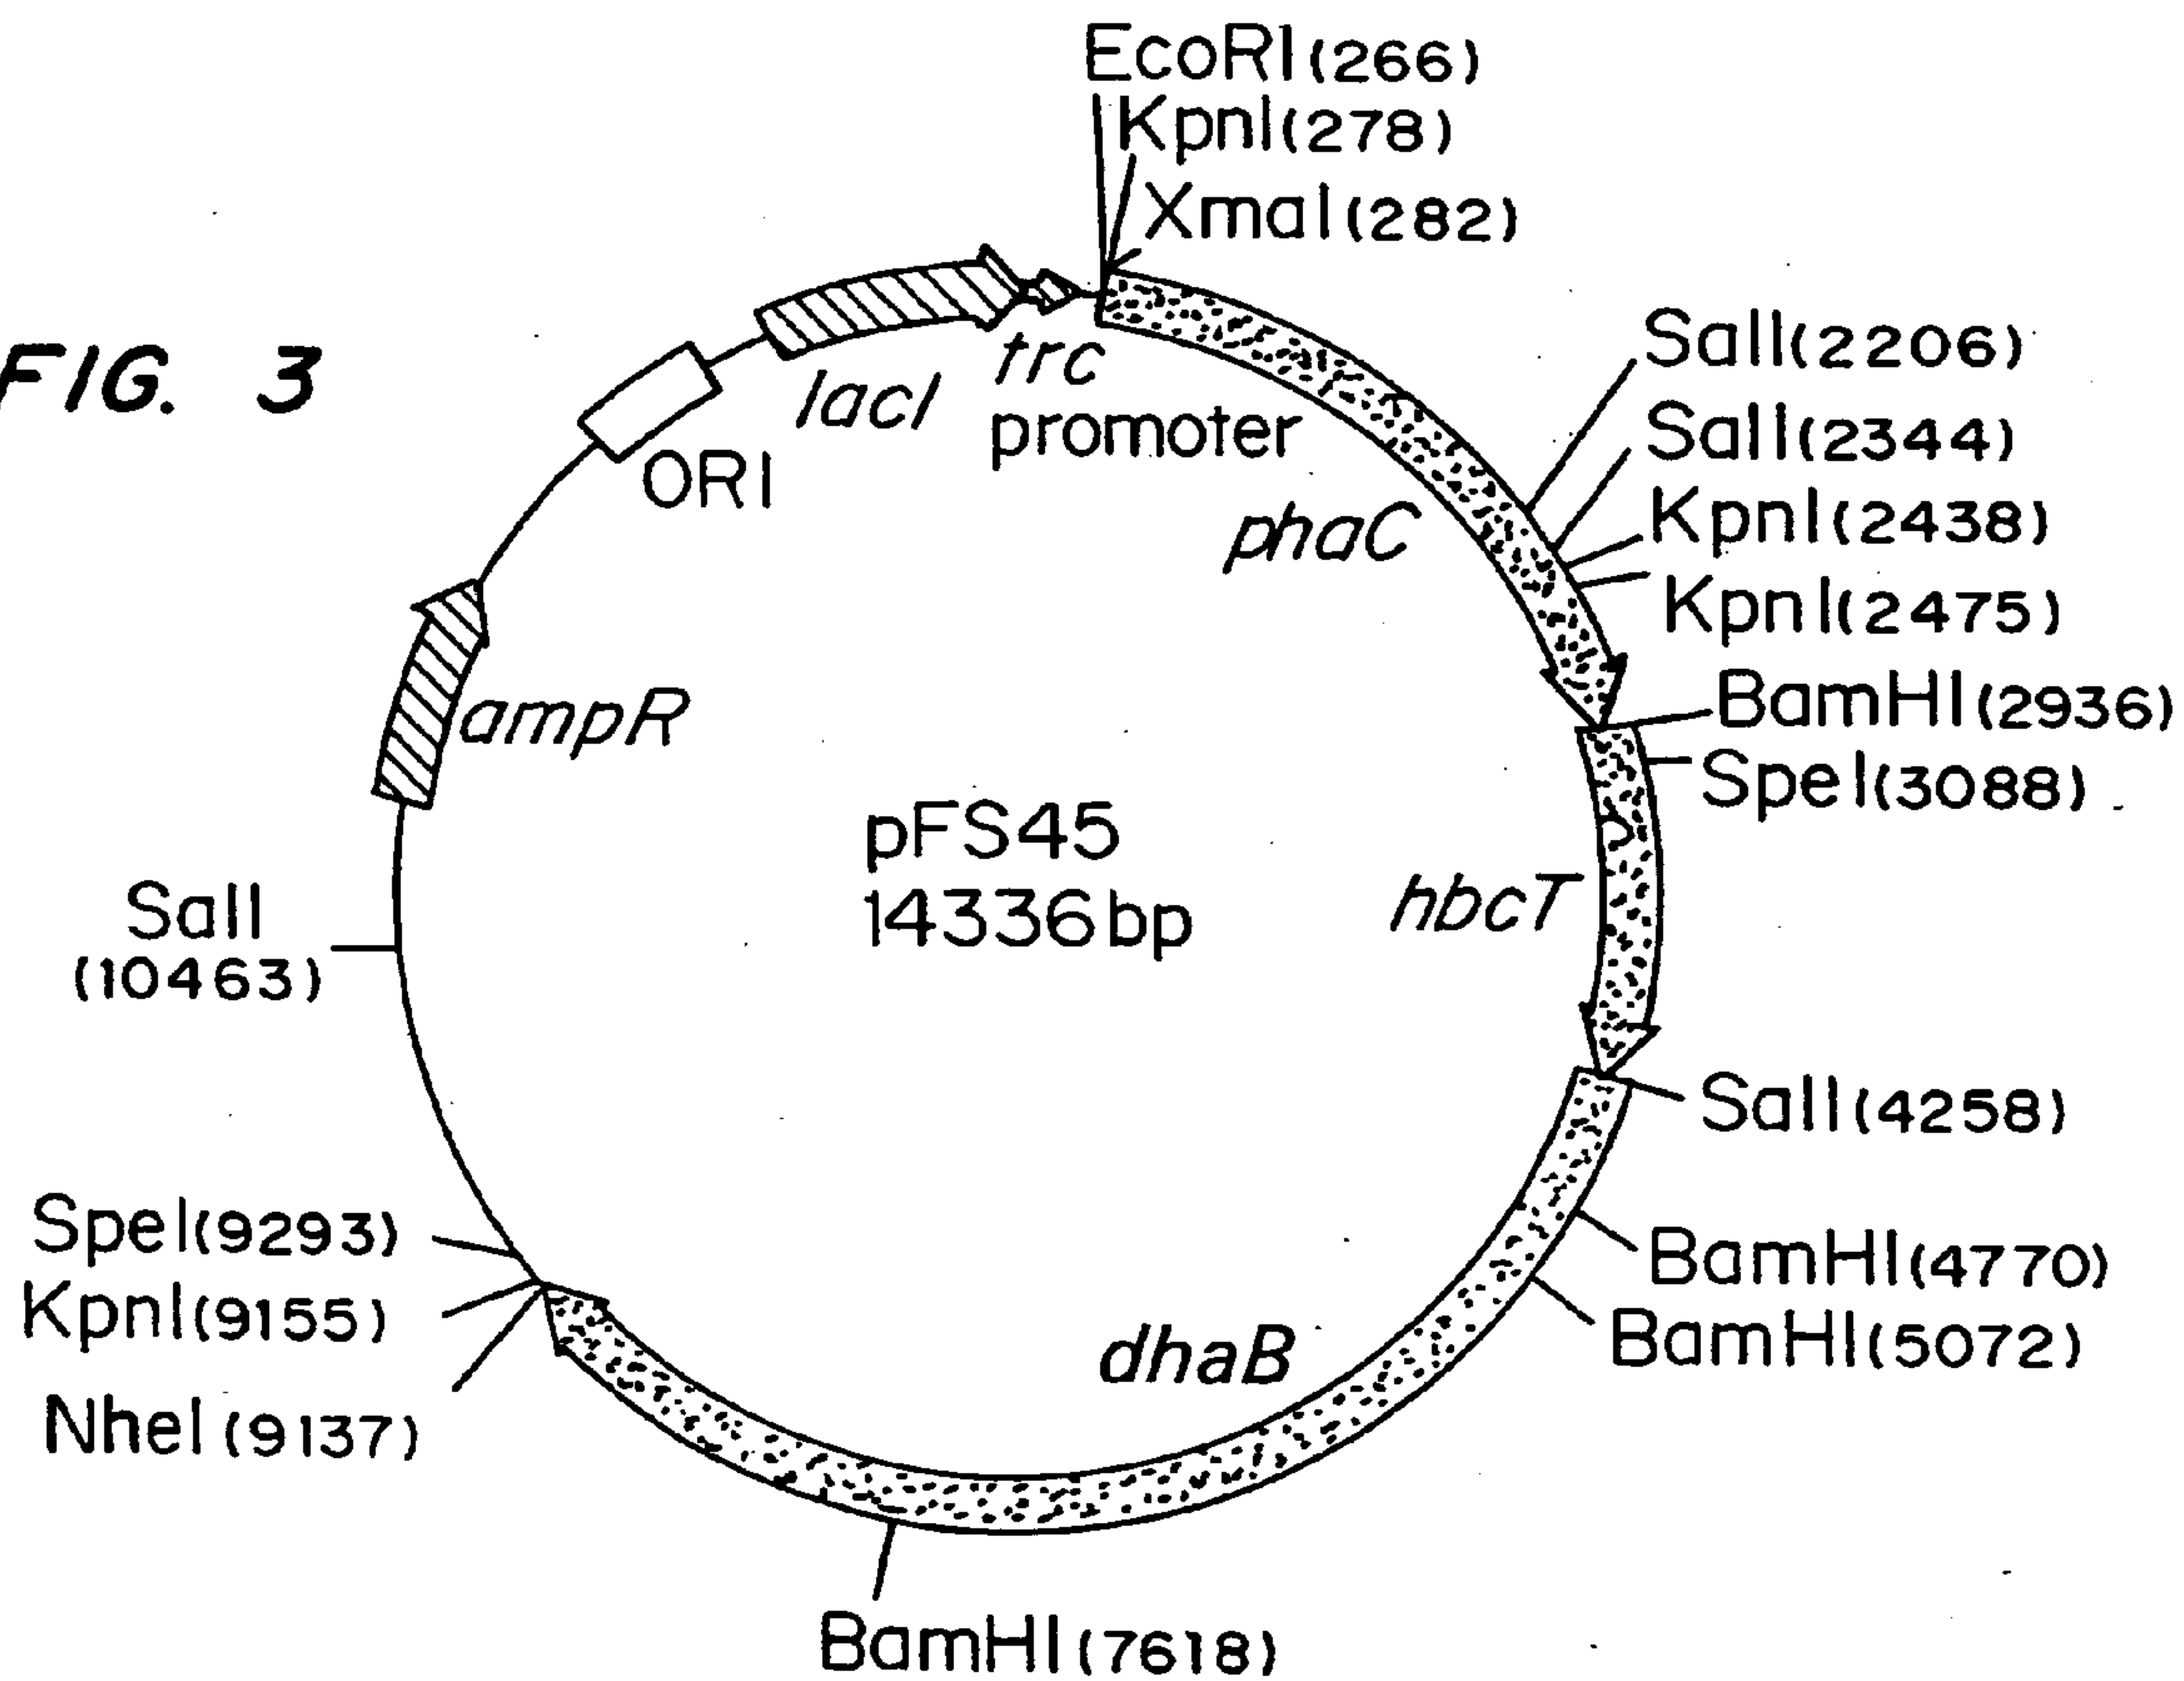 FIG. 3
EcoRI(266)
KpnI(278)
XmaI(282)
SalI(2206)
SalI(2344)
KpnI(2438)
KpnI(2475)
BamHI(2936)
SpeI(3088)
SalI(4258)
BamHI(4770)
BamHI(5072)
BamHI(7618)
NheI(9137)
KpnI(9155)
SpeI(9293)
SalI
(10463)
ampR
ORI
lacI
trc
promoter
phaC
hbcT
dhaB
pFS45
14336bp